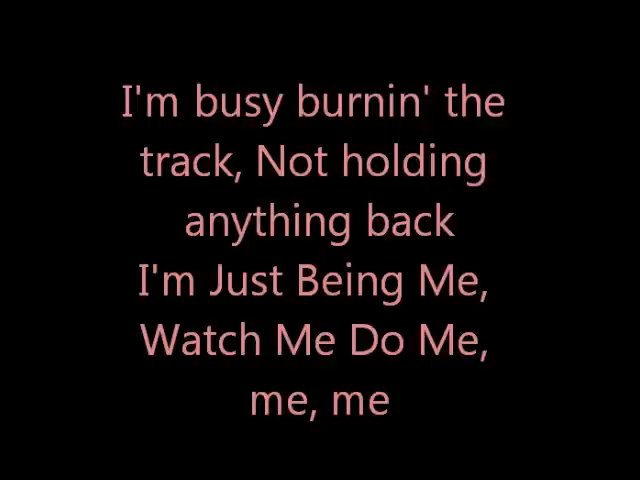 I'm busy burnin' the
track, Not holding
anything back
I'm Just Being Me,
Watch Me Do Me,
me, me